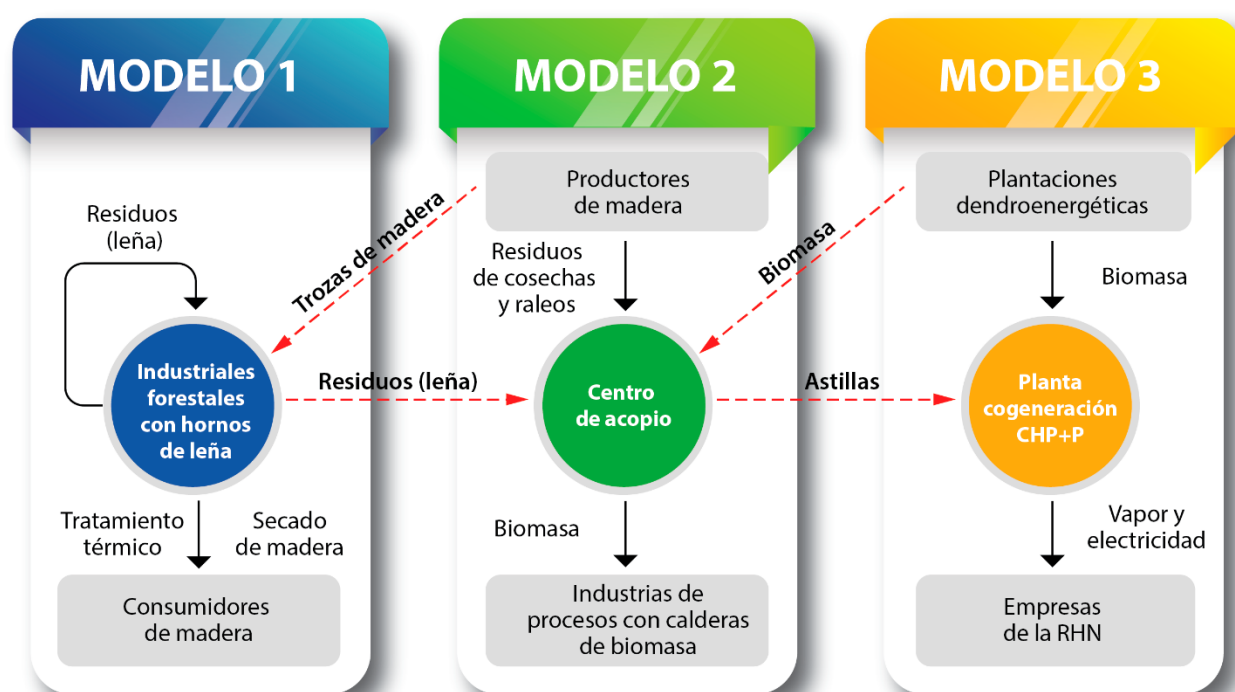 MODELO 1
Residuos
(leña)
Industriales
forestales
con hornos
de leña
Tratamiento
térmico
Secado
de madera
Consumidores
de madera
Trozas de madera
Residuos (leña)
MODELO 2
Productores
de madera
Residuos
de cosechas
y raleos
Centro
de acopio
Biomasa
Industrias de
procesos con calderas
de biomasa
Biomasa
Astillas
MODELO 3
Plantaciones
dendroenergéticas
Biomasa
Planta
cogeneración
CHP+P
Vapor y
electricidad
Empresas
de la RHN